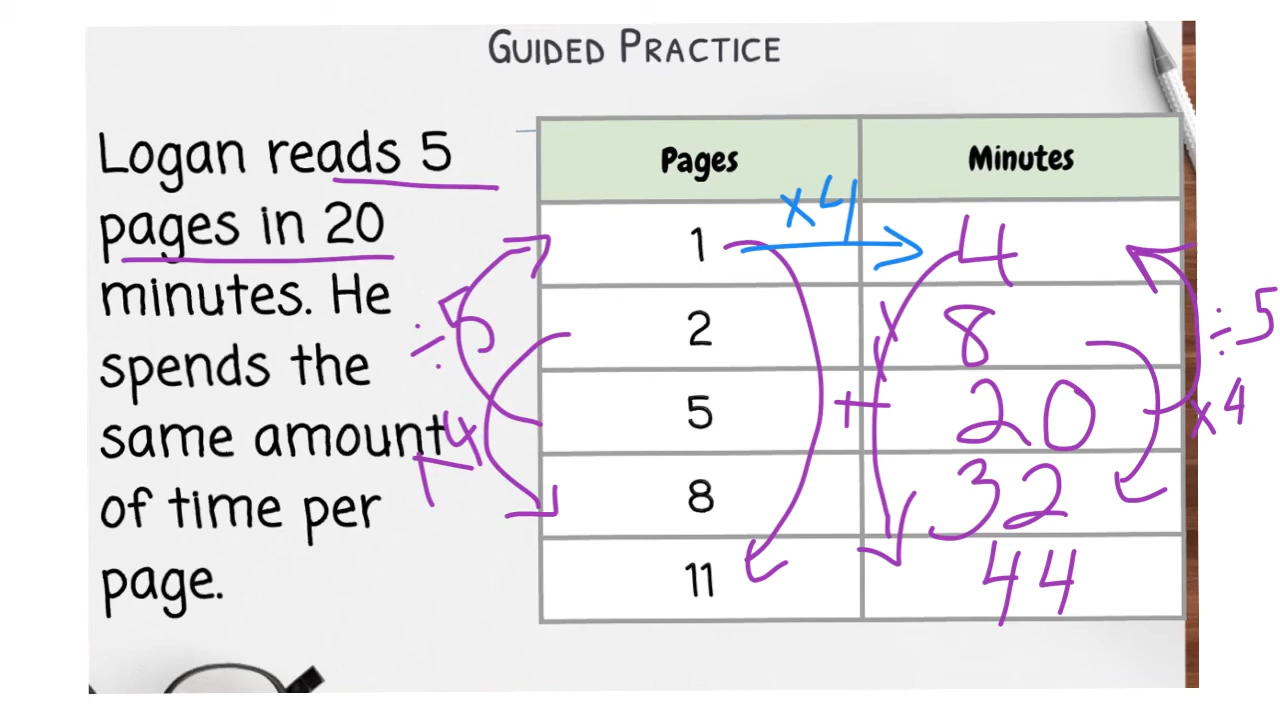 GUIDED PRACTICE
Logan reads 5
pages in 20
minutes. He
spends the
same amount
of time per
page.
Pages Minutes
x4
1 4
2 8
5 20
8 32
11 44
÷5
÷5
x4